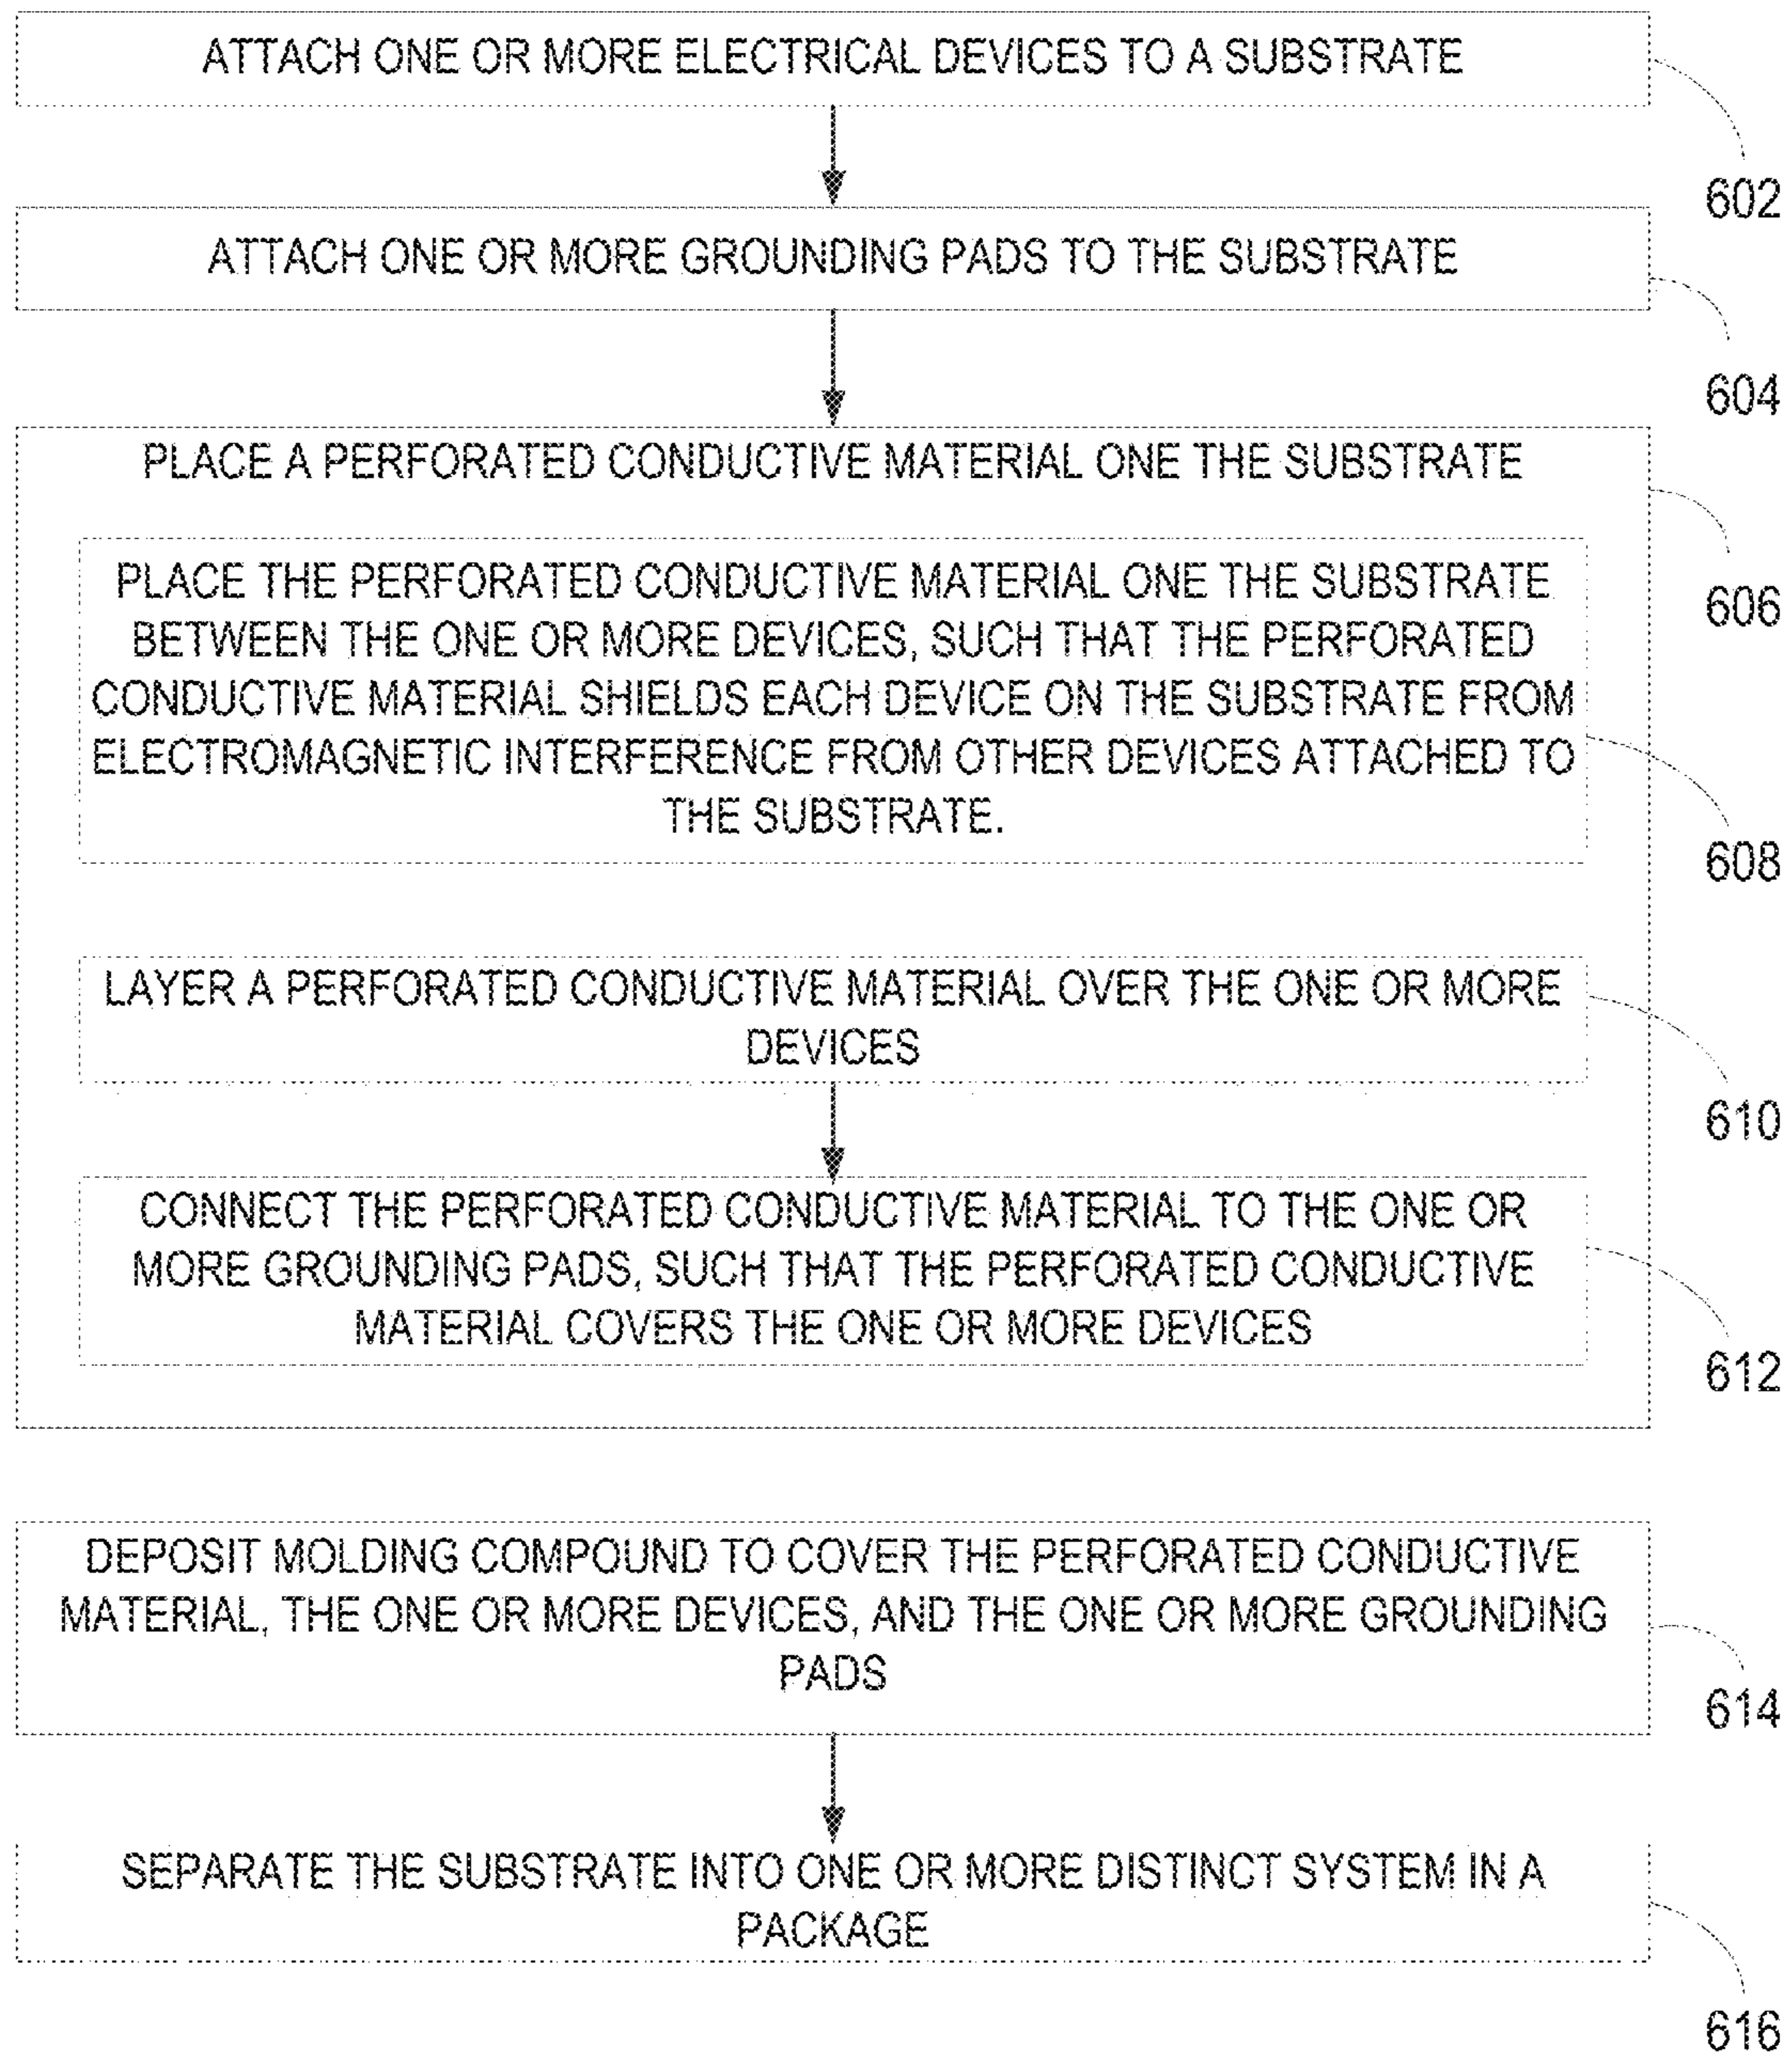 ATTACH ONE OR MORE ELECTRICAL DEVICES TO A SUBSTRATE
602
ATTACH ONE OR MORE GROUNDING PADS TO THE SUBSTRATE
604
PLACE A PERFORATED CONDUCTIVE MATERIAL ONE THE SUBSTRATE
606
PLACE THE PERFORATED CONDUCTIVE MATERIAL ONE THE SUBSTRATE
BETWEEN THE ONE OR MORE DEVICES, SUCH THAT THE PERFORATED
CONDUCTIVE MATERIAL SHIELDS EACH DEVICE ON THE SUBSTRATE FROM
ELECTROMAGNETIC INTERFERENCE FROM OTHER DEVICES ATTACHED TO
THE SUBSTRATE.
608
LAYER A PERFORATED CONDUCTIVE MATERIAL OVER THE ONE OR MORE
DEVICES
610
CONNECT THE PERFORATED CONDUCTIVE MATERIAL TO THE ONE OR
MORE GROUNDING PADS, SUCH THAT THE PERFORATED CONDUCTIVE
MATERIAL COVERS THE ONE OR MORE DEVICES
612
DEPOSIT MOLDING COMPOUND TO COVER THE PERFORATED CONDUCTIVE
MATERIAL, THE ONE OR MORE DEVICES, AND THE ONE OR MORE GROUNDING
PADS
614
SEPARATE THE SUBSTRATE INTO ONE OR MORE DISTINCT SYSTEM IN A
PACKAGE
616